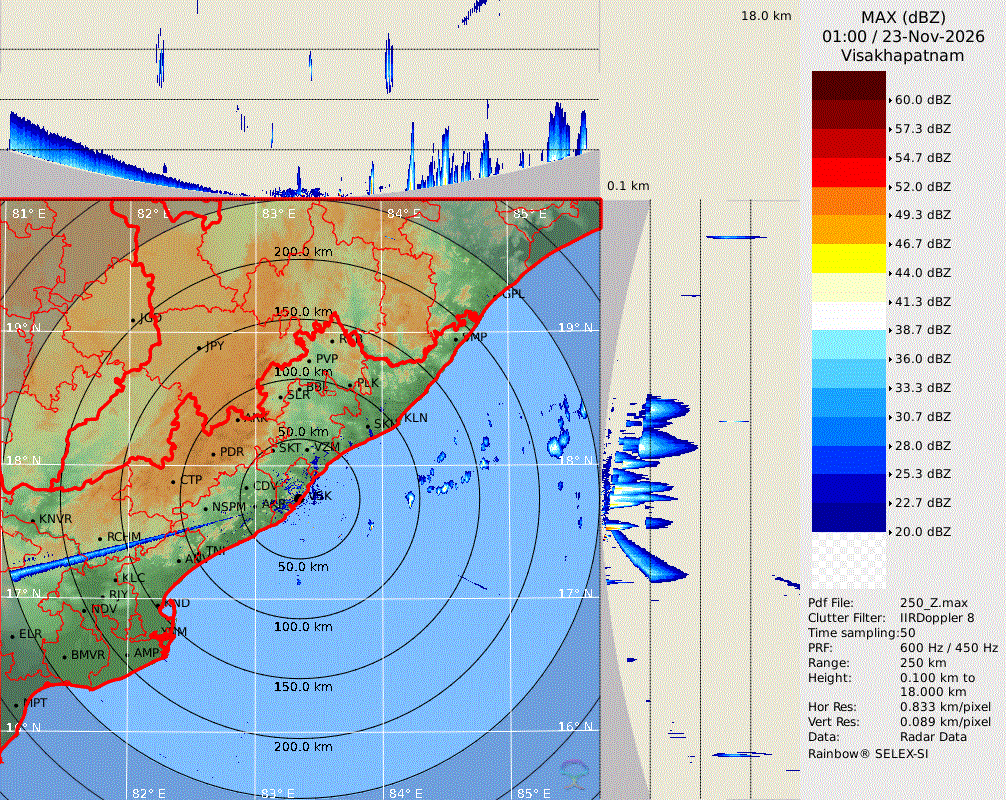 18.0 km
0.1 km
MAX (dBZ)
01:00 / 23-Nov-2026
Visakhapatnam
60.0 dBZ
57.3 dBZ
54.7 dBZ
52.0 dBZ
49.3 dBZ
46.7 dBZ
44.0 dBZ
41.3 dBZ
38.7 dBZ
36.0 dBZ
33.3 dBZ
30.7 dBZ
28.0 dBZ
25.3 dBZ
22.7 dBZ
20.0 dBZ
81° E
82° E
83° E
84° E
85° E
200.0 km
GPL
150.0 km
JGD
19° N
19° N
JPY
PVP
100.0 km
BBL
PLK
SLR
KLN
50.0 km
SKT
VZM
PDR
18° N
18° N
CTP
CDV
NSPM
KNVR
RCHM
TNI
50.0 km
KLC
RJY
17° N
17° N
NDV
KND
100.0 km
ELR
YNM
BMVR
AMP
150.0 km
MPT
16° N
16° N
200.0 km
82° E
83° E
84° E
85° E
Pdf File: 250_Z.max
Clutter Filter: IIRDoppler 8
Time sampling:50
PRF: 600 Hz / 450 Hz
Range: 250 km
Height: 0.100 km to
18.000 km
Hor Res: 0.833 km/pixel
Vert Res: 0.089 km/pixel
Data: Radar Data
Rainbow® SELEX-SI